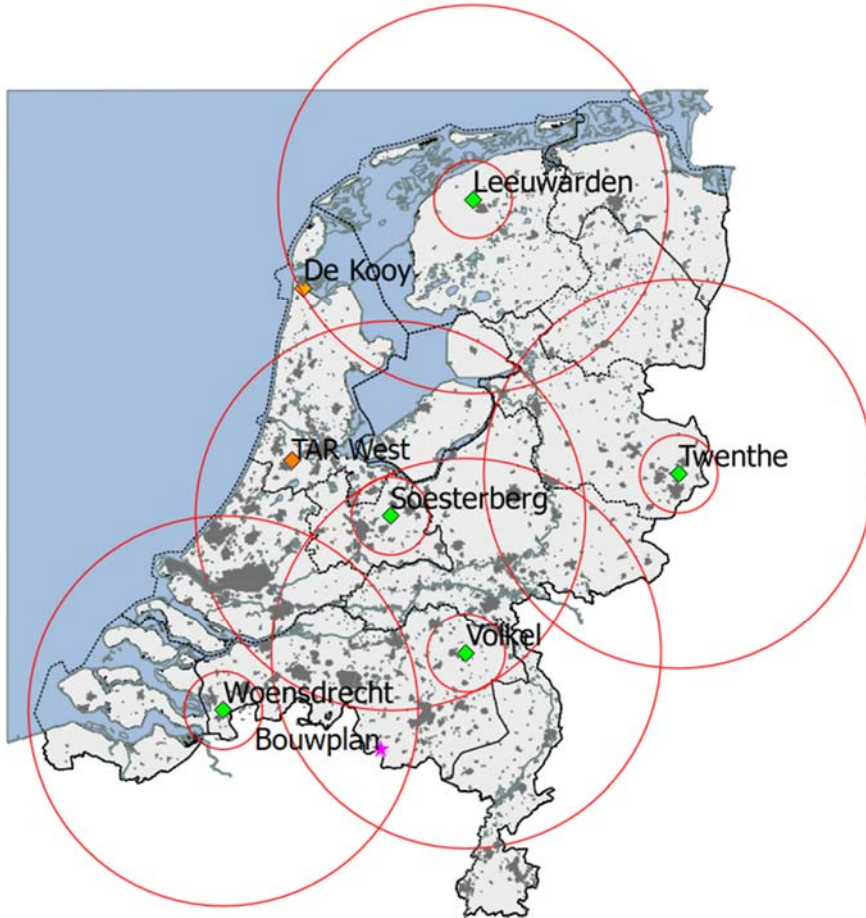 Leeuwarden
De Kooy
TAR West
Twenthe
Soesterberg
Volkel
Woensdrecht
Bouwplan